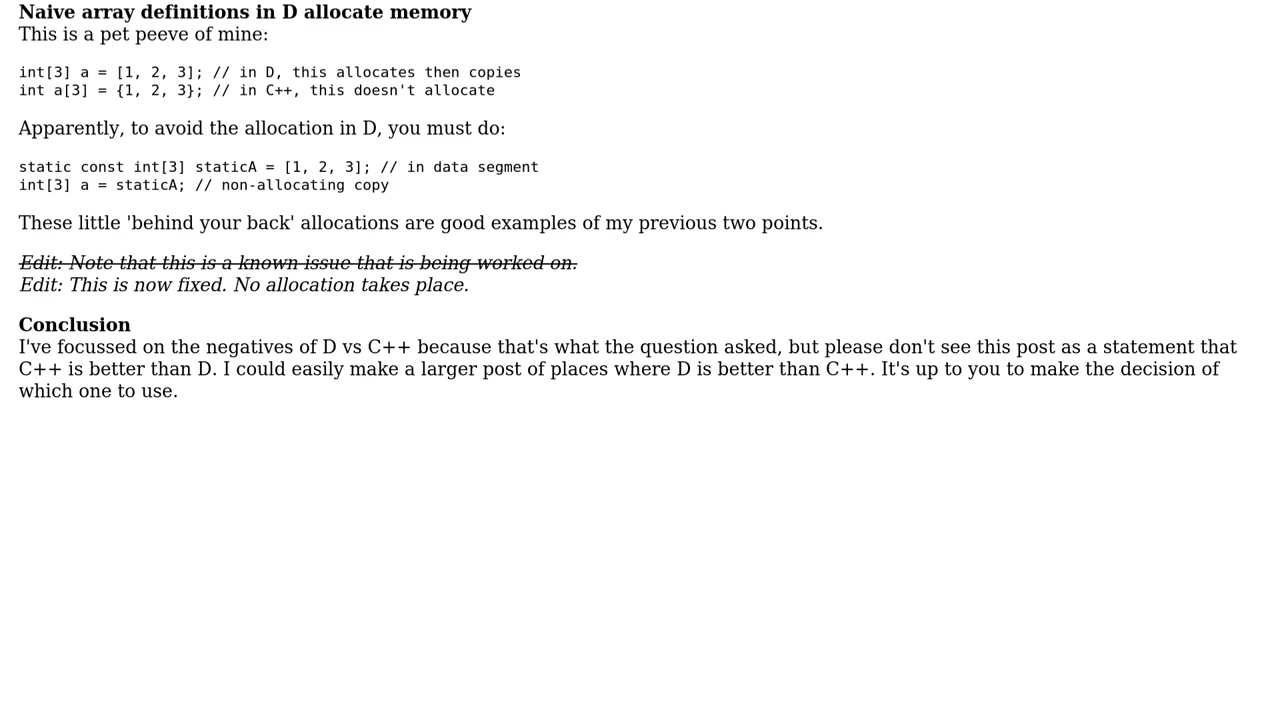 Naive array definitions in D allocate memory
This is a pet peeve of mine:
int[3] a = [1, 2, 3]; // in D, this allocates then copies
int a[3] = {1, 2, 3}; // in C++, this doesn't allocate
Apparently, to avoid the allocation in D, you must do:
static const int[3] staticA = [1, 2, 3]; // in data segment
int[3] a = staticA; // non-allocating copy
These little 'behind your back' allocations are good examples of my previous two points.
Edit: Note that this is a known issue that is being worked on.
Edit: This is now fixed. No allocation takes place.
Conclusion
I've focussed on the negatives of D vs C++ because that's what the question asked, but please don't see this post as a statement that
C++ is better than D. I could easily make a larger post of places where D is better than C++. It's up to you to make the decision of
which one to use.